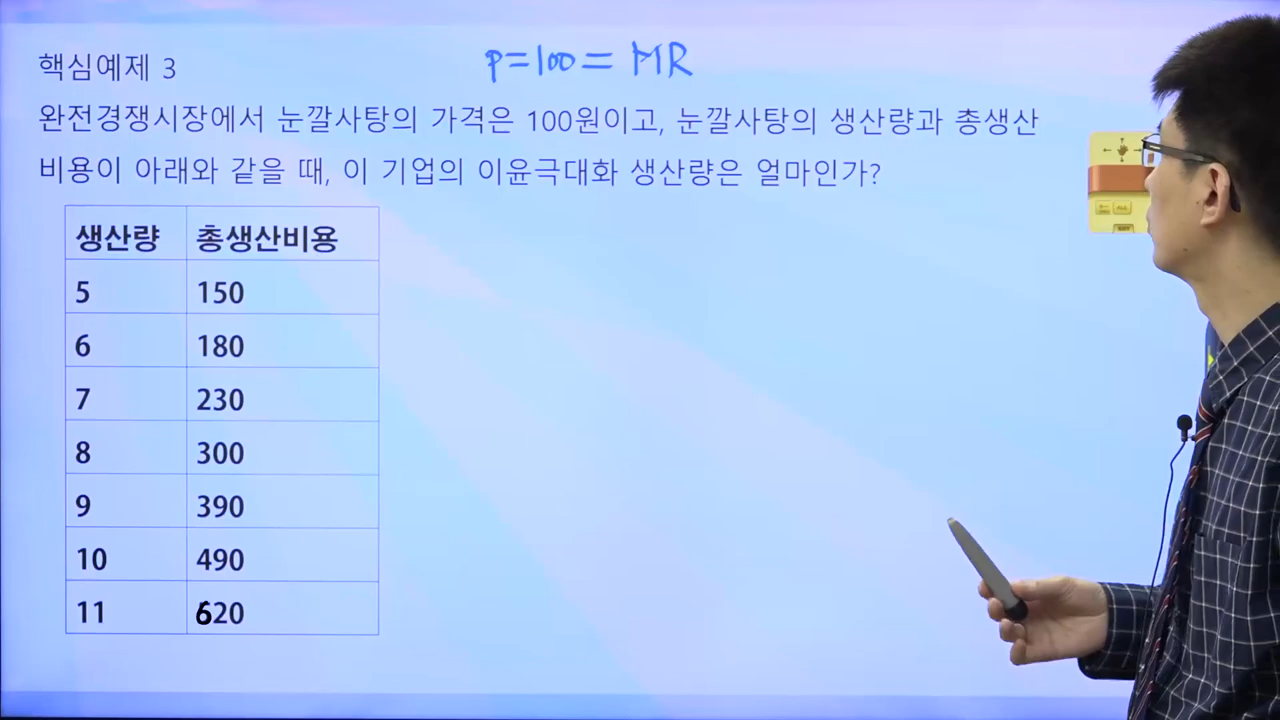 핵심예제 3
p=100= MR
완전경쟁시장에서 눈깔사탕의 가격은 100원이고, 눈깔사탕의 생산량과 총생산
비용이 아래와 같을 때, 이 기업의 이윤극대화 생산량은 얼마인가?
생산량 총생산비용
5 150
6 180
7 230
8 300
9 390
10 490
11 620
ALL